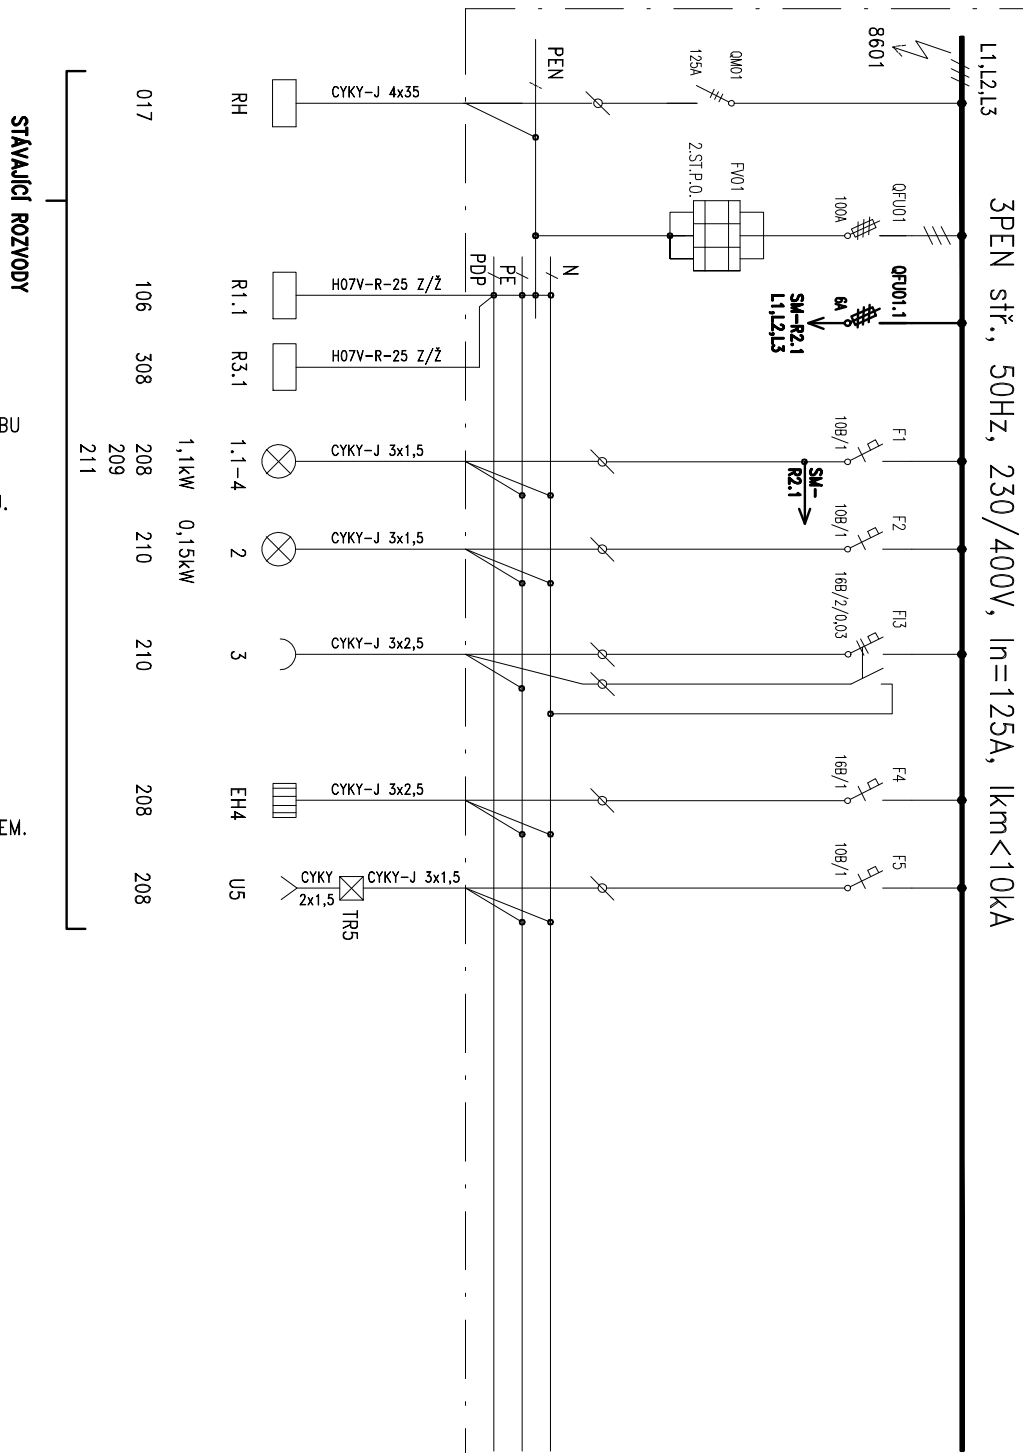 L1,L2,L3
3PEN stř., 50Hz, 230/400V, In=125A, Ikm<10kA
8601
QM01
125A
QFU01
100A
FV01
2.ST.P.O.
QFU01.1
6A
SM-R2.1
L1,L2,L3
F1
10B/1
SM-
R2.1
F2
10B/1
FI3
16B/2/0,03
F4
16B/1
F5
10B/1
PEN
N
PE
PDP
CYKY-J 4x35
H07V-R-25 Z/Ž
H07V-R-25 Z/Ž
CYKY-J 3x1,5
CYKY-J 3x1,5
CYKY-J 3x2,5
CYKY-J 3x2,5
CYKY-J 3x1,5
CYKY
2x1,5
TR5
RH
R1.1
R3.1
1.1-4
2
3
EH4
U5
1,1kW
0,15kW
017
106
308
208
209
211
210
210
208
208
STÁVAJÍCÍ ROZVODY
BU
J.
EM.